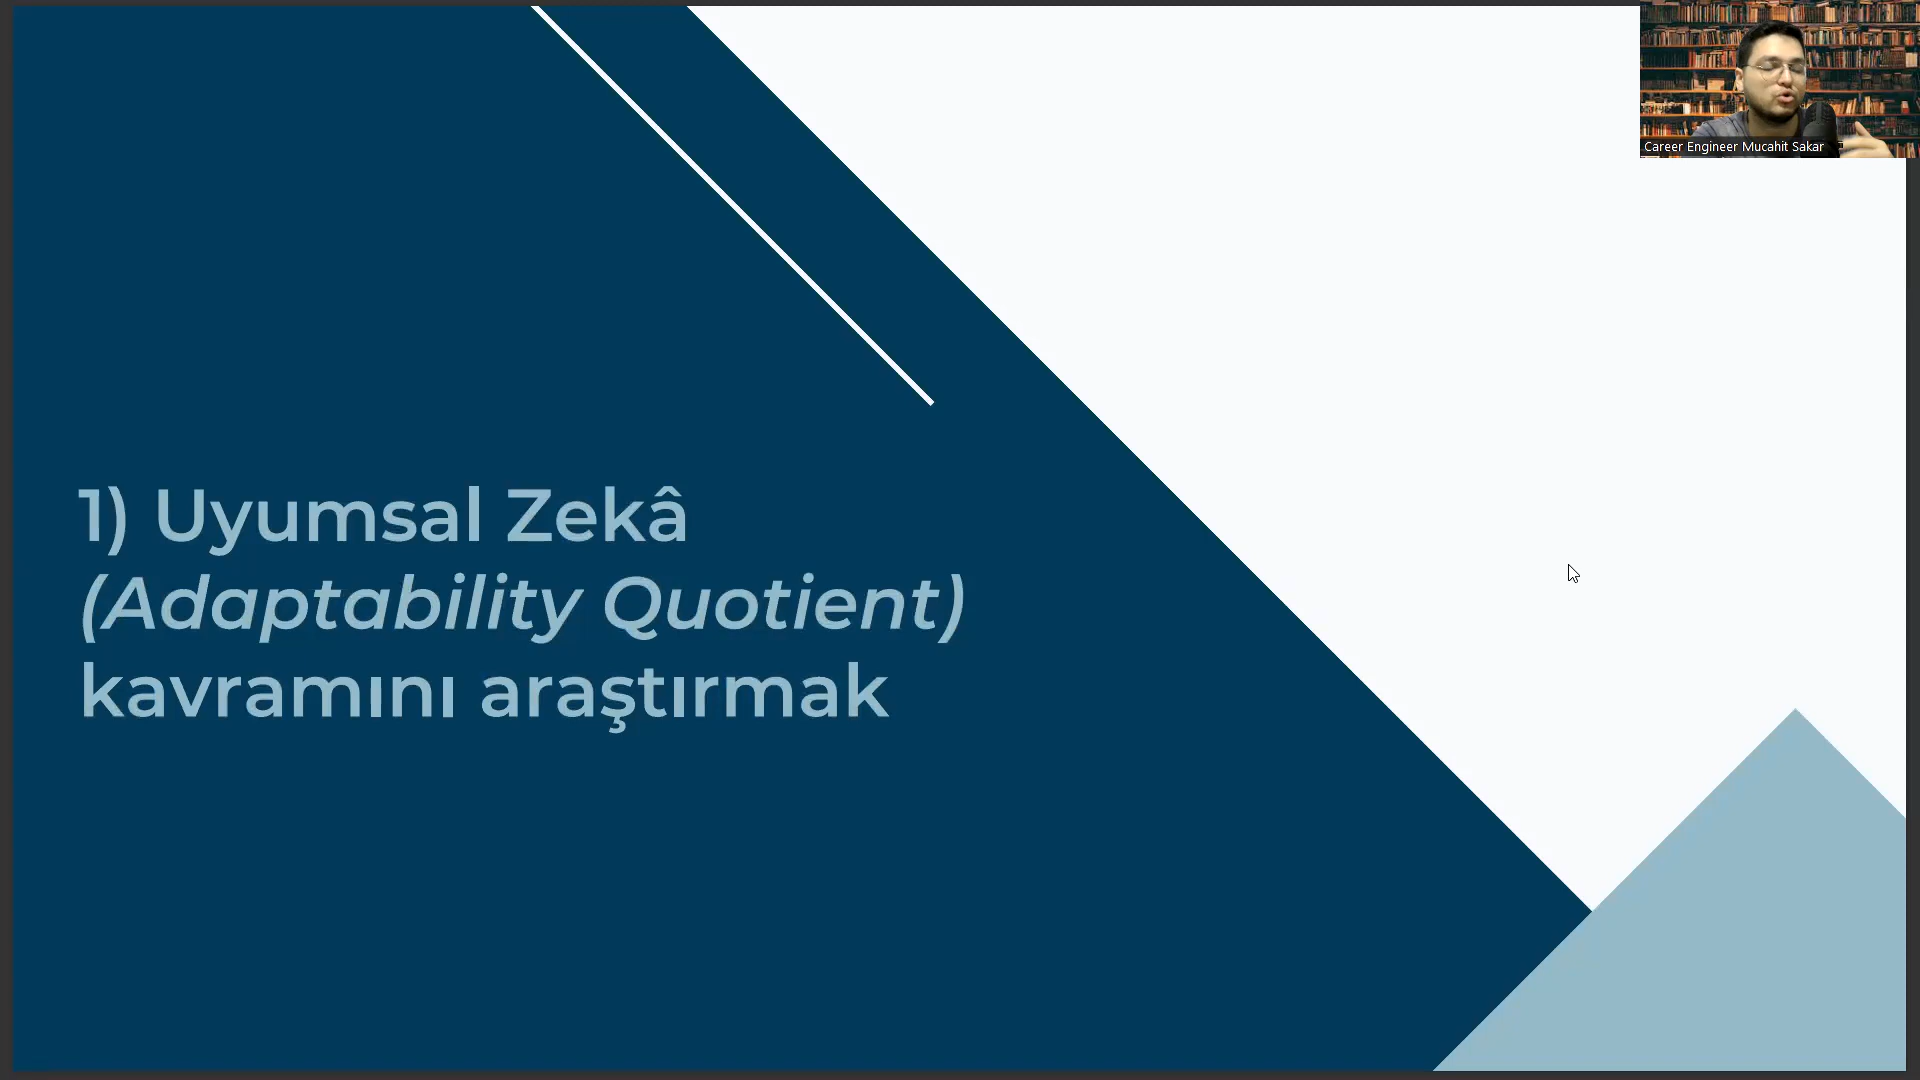 Career Engineer Mucahit Sakar
1) Uyumsal Zekâ
(Adaptability Quotient)
kavramını araştırmak